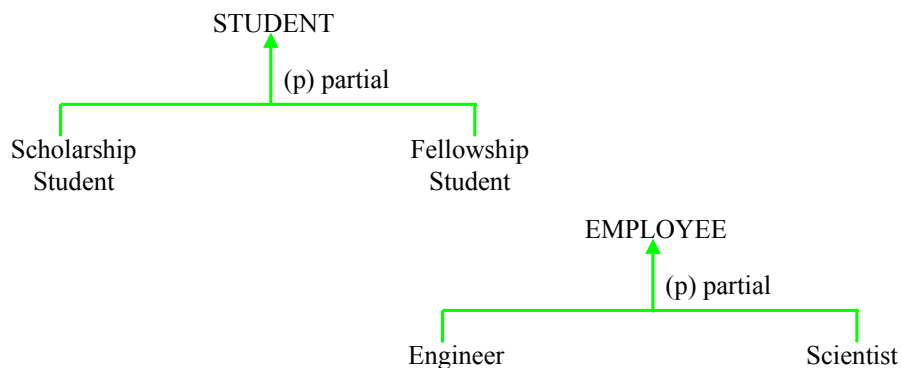 STUDENT
(p) partial
Scholarship
Student
Fellowship
Student
EMPLOYEE
(p) partial
Engineer
Scientist